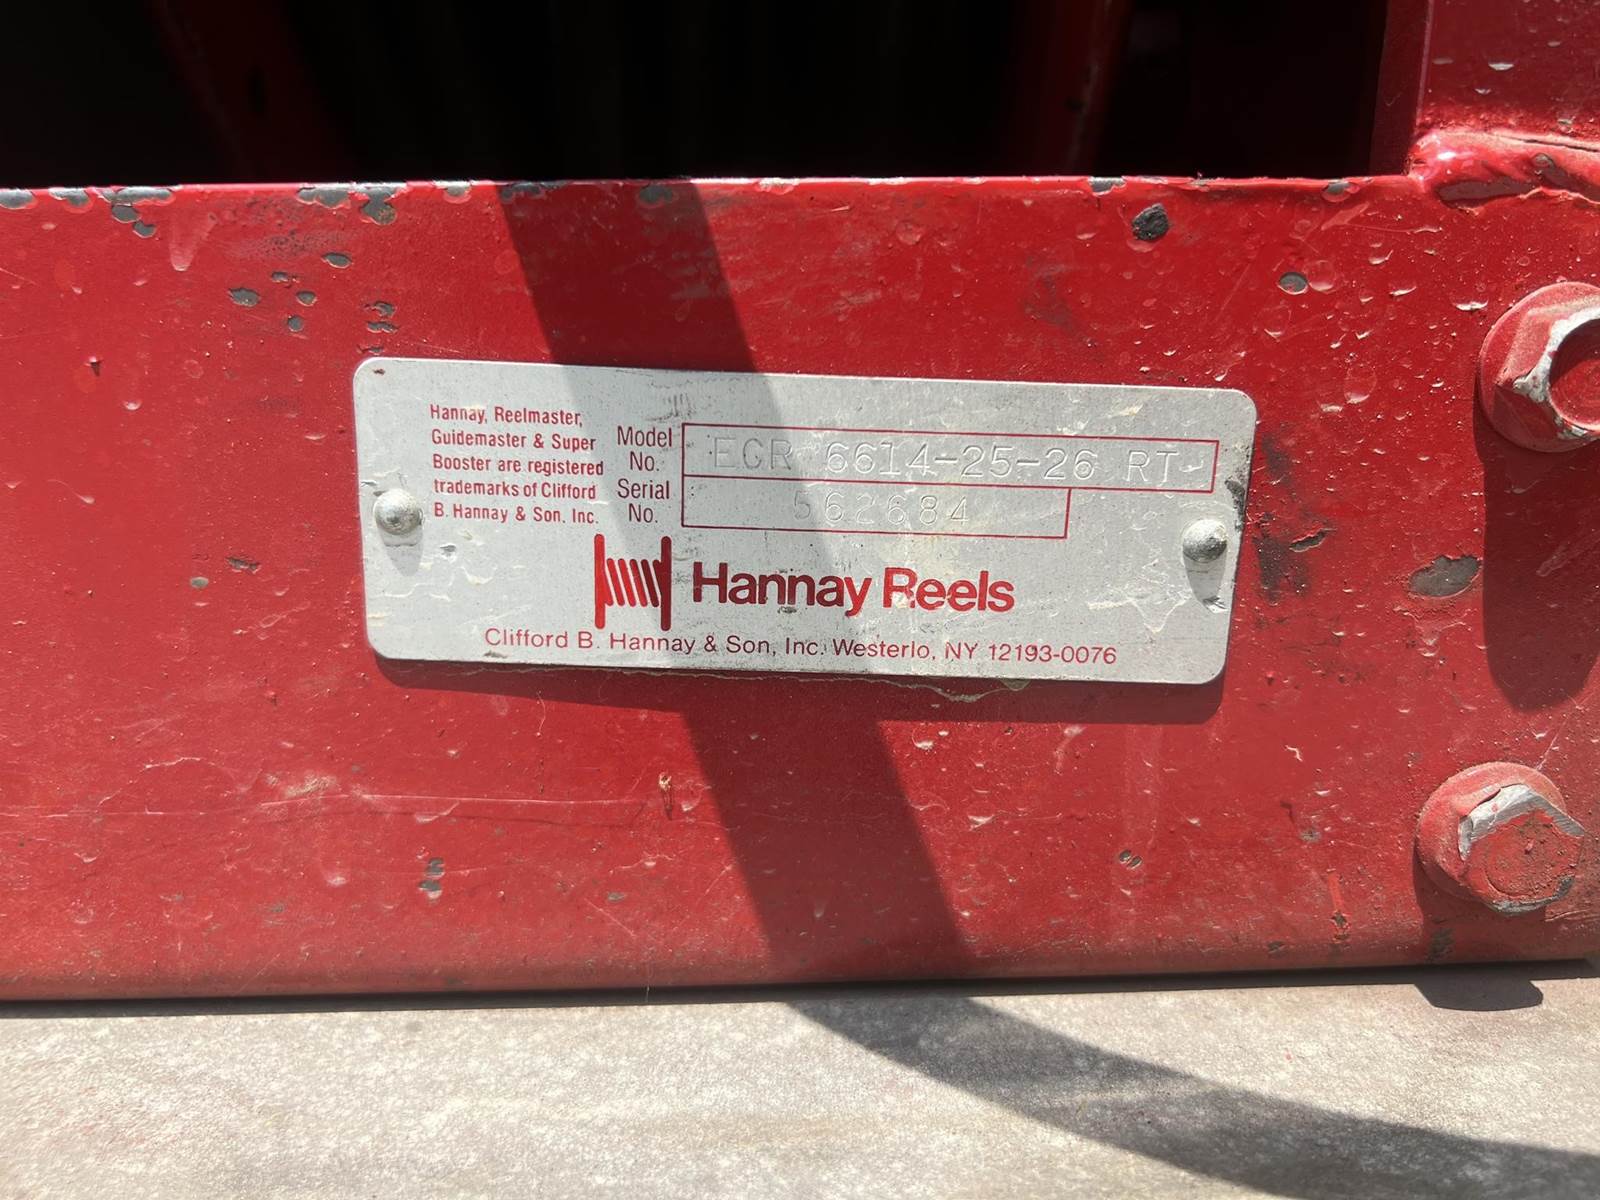 Hannay, Reelmaster,
Guidemaster & Super
Booster are registered
trademarks of Clifford
B. Hannay & Son, Inc.
Model No. EGR 6614-25-26 RT
Serial No. 562684
Hannay Reels
Clifford B. Hannay & Son, Inc. Westerlo, NY 12193-0076